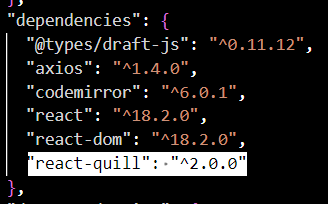 },
"dependencies": {
"@types/draft-js": "^0.11.12",
"axios": "^1.4.0",
"codemirror": "^6.0.1",
"react": "^18.2.0",
"react-dom": "^18.2.0",
"react-quill": "^2.0.0"
},